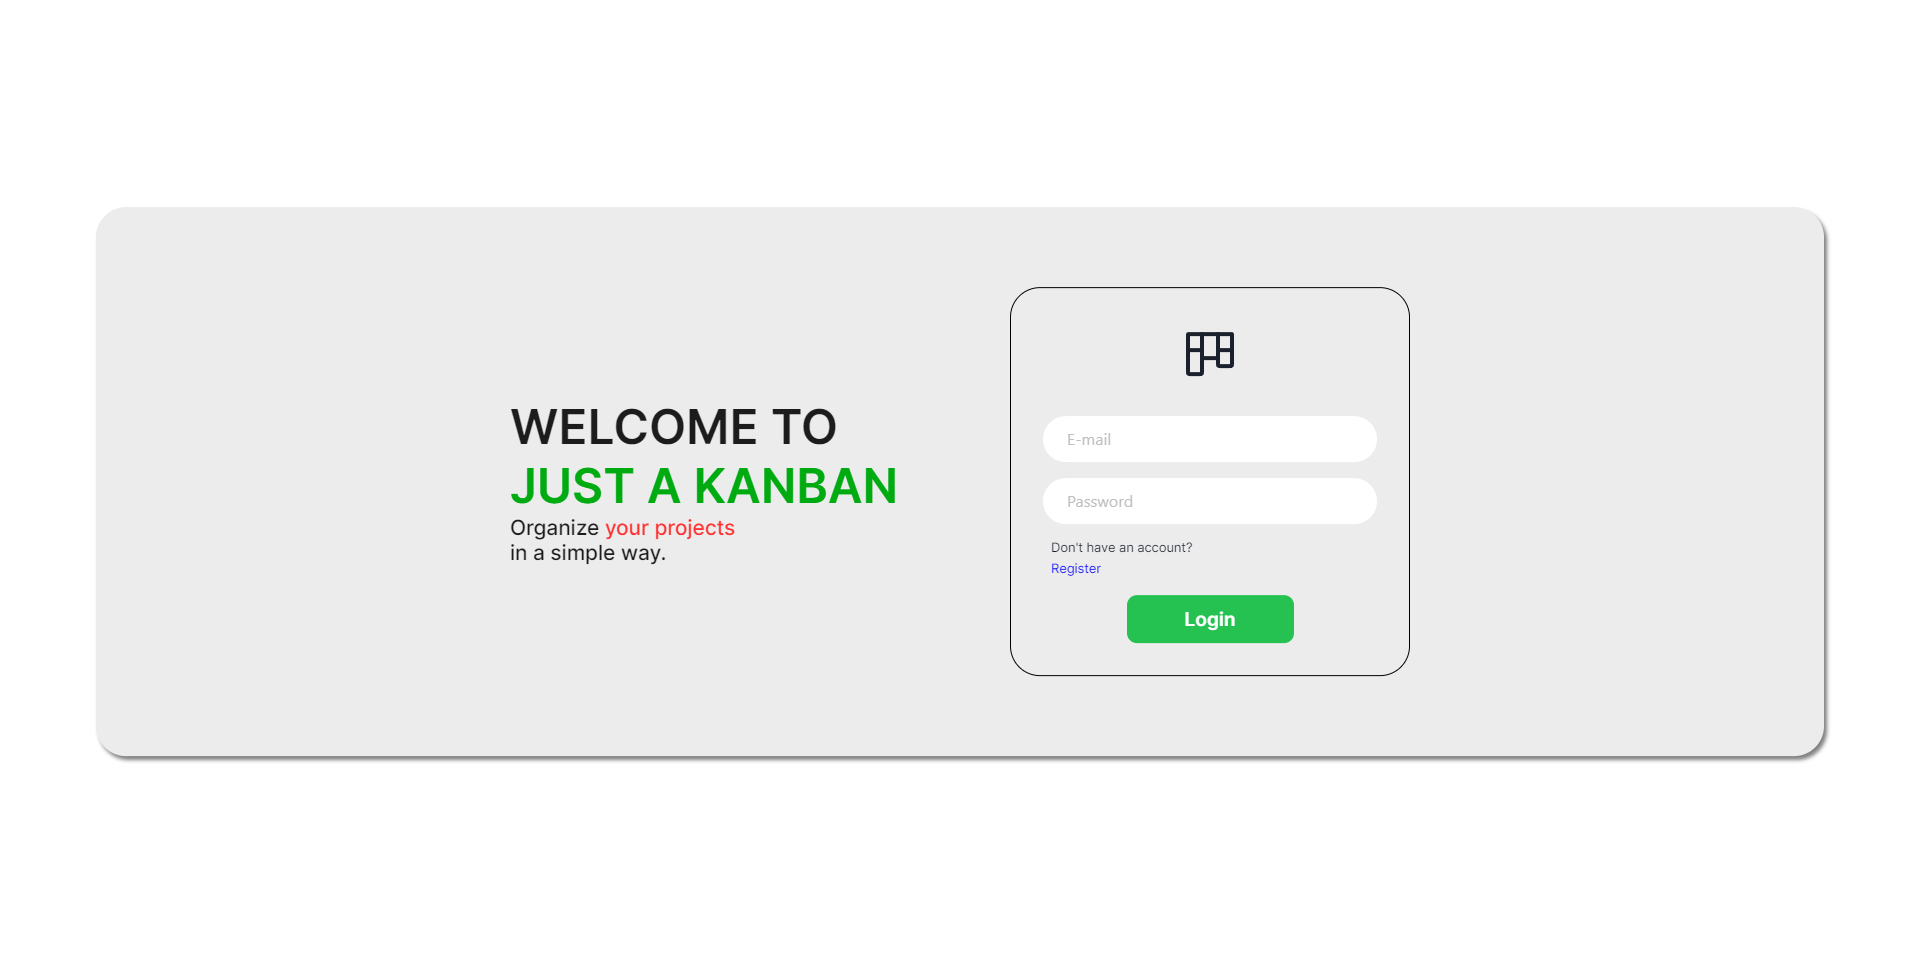 WELCOME TO
JUST A KANBAN
Organize your projects
in a simple way.
E-mail
Password
Don't have an account?
Register
Login